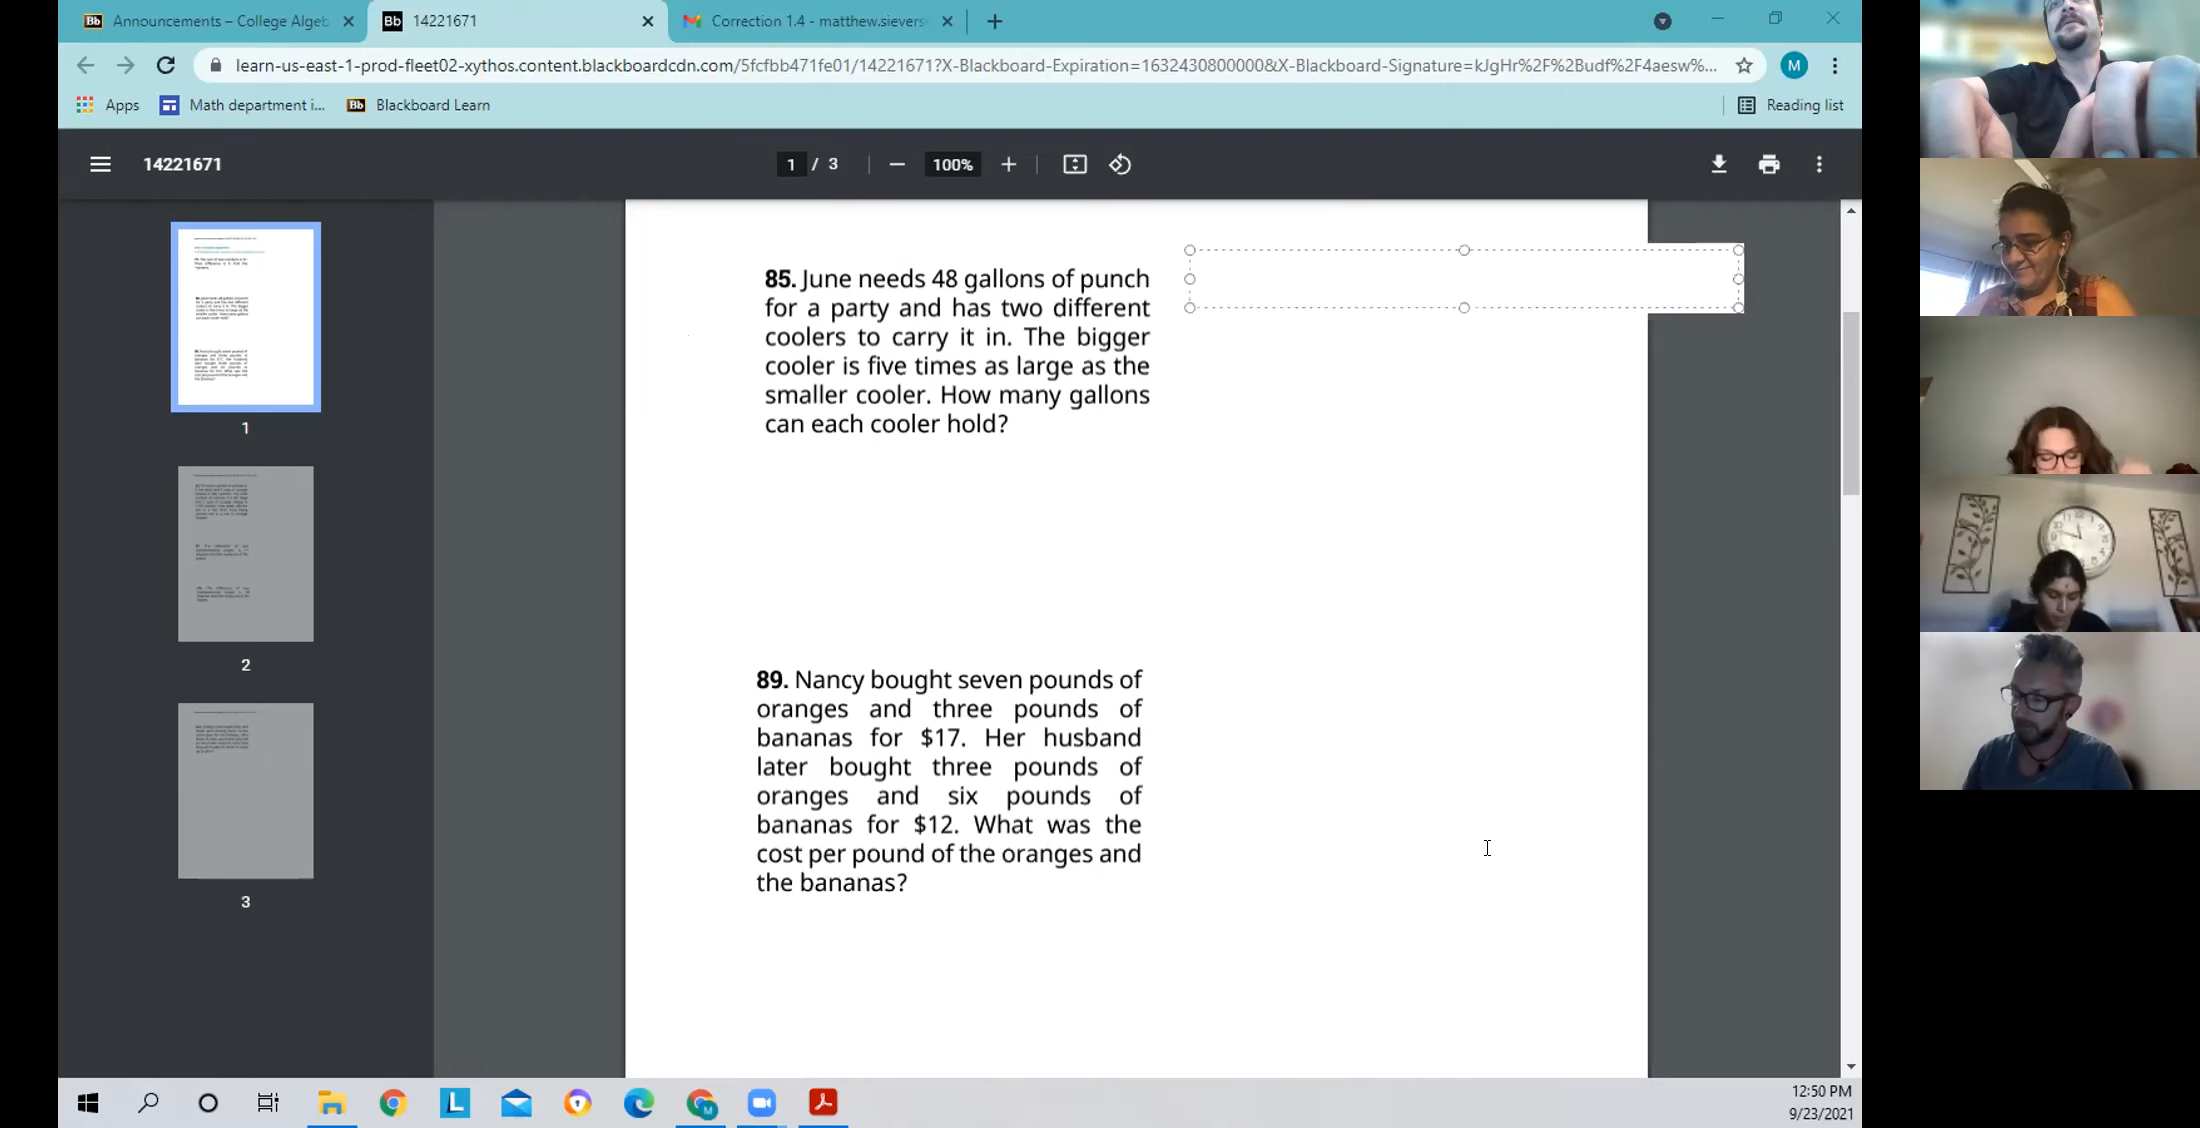 Announcements – College Algeb
14221671
Correction 1.4 - matthew.sievers
learn-us-east-1-prod-fleet02-xythos.content.blackboardcdn.com/5fcfbb471fe01/14221671?X-Blackboard-Expiration=1632430800000&X-Blackboard-Signature=kJgHr%2F%2Budf%2F4aesw%...
M
Apps
Math department i...
Bb Blackboard Learn
Reading list
14221671
1 / 3
100%
1
2
3
85. June needs 48 gallons of punch
for a party and has two different
coolers to carry it in. The bigger
cooler is five times as large as the
smaller cooler. How many gallons
can each cooler hold?
89. Nancy bought seven pounds of
oranges and three pounds of
bananas for $17. Her husband
later bought three pounds of
oranges and six pounds of
bananas for $12. What was the
cost per pound of the oranges and
the bananas?
12:50 PM
9/23/2021